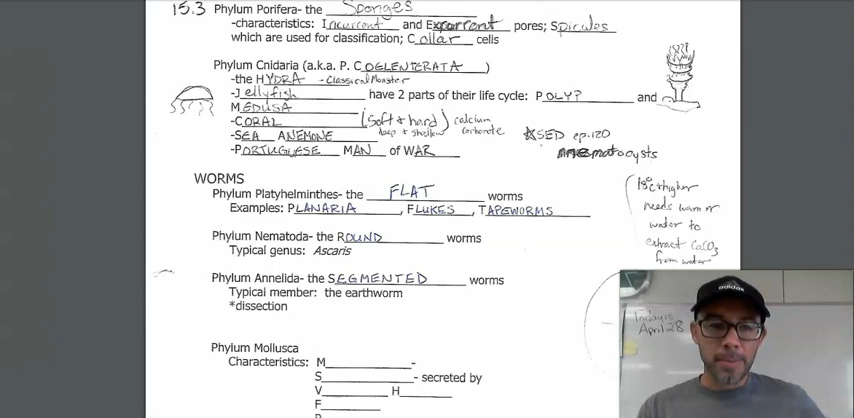 15.3 Phylum Porifera- the Sponges
-characteristics: Incurrent and Excurrent pores; Spicules
which are used for classification; Collar cells
Phylum Chidaria (a.k.a. P. COELENTERATA)
-the HYDRA - Classical Monster
-Jellyfish have 2 parts of their life cycle: POLYP and
MEDUSA
-CORAL (Soft & hard) calcium
deep & shallow carbonate
-SEA ANEMONE
-PORTUGUESE MAN of WAR
SED ep.120
nematocysts
18°C & higher
needs warm
water to
extract CaCO3
from water
WORMS
Phylum Platyhelminthes- the FLAT worms
Examples: PLANARIA, FLUKES, TAPEWORMS
Phylum Nematoda- the ROUND worms
Typical genus: Ascaris
Phylum Annelida- the SEGMENTED worms
Typical member: the earthworm
*dissection
Phylum Mollusca
Characteristics: M -
S - secreted by
V H
F
adidas
Today is
April 28